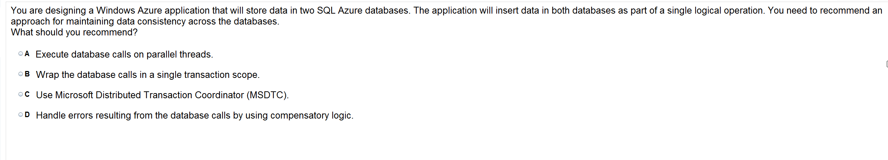 You are designing a Windows Azure application that will store data in two SQL Azure databases. The application will insert data in both databases as part of a single logical operation. You need to recommend an
approach for maintaining data consistency across the databases.
What should you recommend?
A Execute database calls on parallel threads.
B Wrap the database calls in a single transaction scope.
C Use Microsoft Distributed Transaction Coordinator (MSDTC).
D Handle errors resulting from the database calls by using compensatory logic.